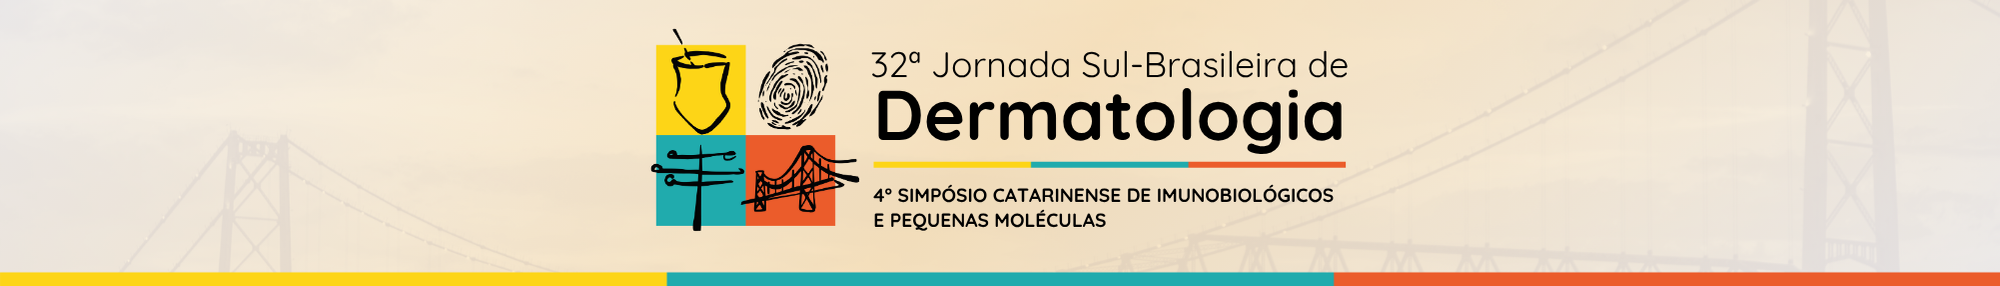 32ª Jornada Sul-Brasileira de
Dermatologia
4º SIMPÓSIO CATARINENSE DE IMUNOBIOLÓGICOS
E PEQUENAS MOLÉCULAS